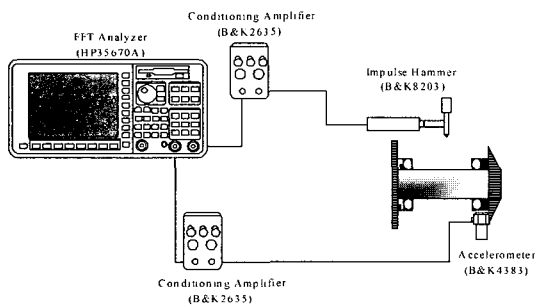 Conditioning Amplifier
(B&K2635)
FFT Analyzer
(HP35670A)
Impulse Hammer
(B&K8203)
Accelerometer
(B&K4383)
Conditioning Amplifier
(B&K2635)